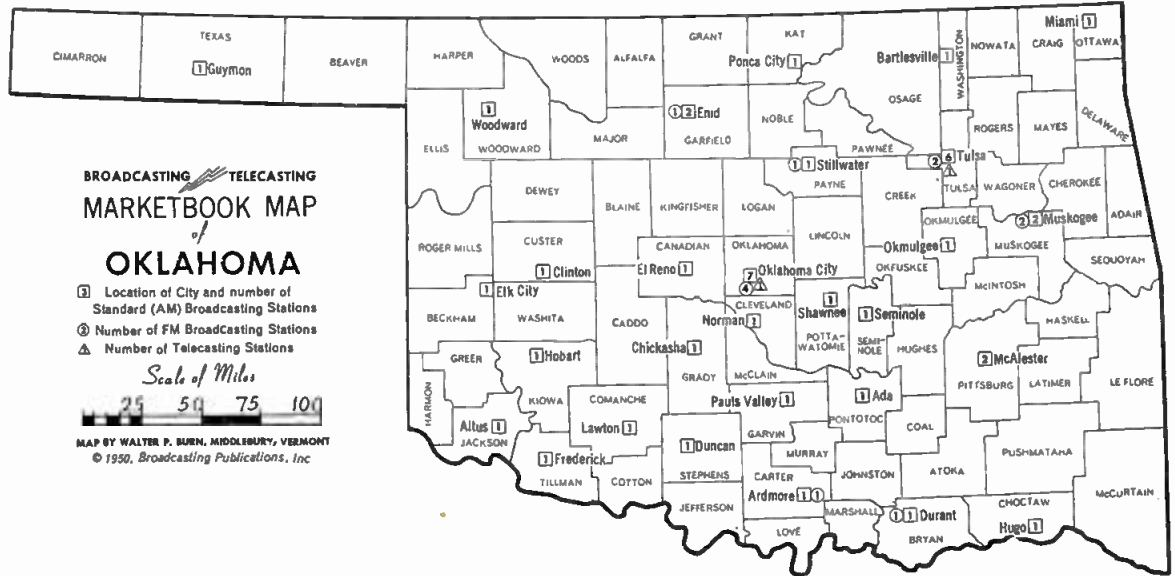 BROADCASTING TELECASTING
MARKETBOOK MAP
of
OKLAHOMA
3 Location of City and number of
Standard (AM) Broadcasting Stations
2 Number of FM Broadcasting Stations
1 Number of Telecasting Stations
Scale of Miles
25 50 75 100
MAP BY WALTER P. BURN, MIDDLEBURY, VERMONT
© 1950, Broadcasting Publications, Inc
CIMARRON
TEXAS
1 Guymon
BEAVER
HARPER
WOODS
ALFALFA
GRANT
KAT
Ponca City 1
Bartlesville 1
WASHINGTON
NOWATA
CRAIG
Miami 1
OTTAWA
1
Woodward
WOODWARD
ELLIS
MAJOR
1 2 Enid
GARFIELD
NOBLE
OSAGE
PAWNEE
ROGERS
MAYES
DELAWARE
1 1 Stillwater
PAYNE
2 6 Tulsa
1
TULSA
WAGONER
CHEROKEE
ADAIR
DEWEY
BLAINE
KINGFISHER
LOGAN
CREEK
OKMULGEE
2 2 Muskogee
MUSKOGEE
SEQUOYAH
ROGER MILLS
CUSTER
1 Clinton
CANADIAN
El Reno 1
OKLAHOMA
7 Oklahoma City
4 1
LINCOLN
Okmulgee 1
OKFUSKEE
McINTOSH
HASKELL
1 Elk City
BECKHAM
WASHITA
CADDO
CLEVELAND
Norman 1
1
Shawnee
POTTA-
WATOMIE
1 Seminole
SEMI-
NOLE
HUGHES
2 McAlester
PITTSBURG
LATIMER
LE FLORE
GREER
1 Hobart
KIOWA
Chickasha 1
GRADY
McCLAIN
HARMON
COMANCHE
Pauls Valley 1
GARVIN
1 Ada
PONTOTOC
COAL
Altus 1
JACKSON
Lawton 1
1 Duncan
STEPHENS
MURRAY
PUSHMATAHA
1 Frederick
TILLMAN
COTTON
CARTER
JOHNSTON
ATOKA
McCURTAIN
JEFFERSON
Ardmore 1 1
LOVE
MARSHALL
1 1 Durant
BRYAN
CHOCTAW
Hugo 1